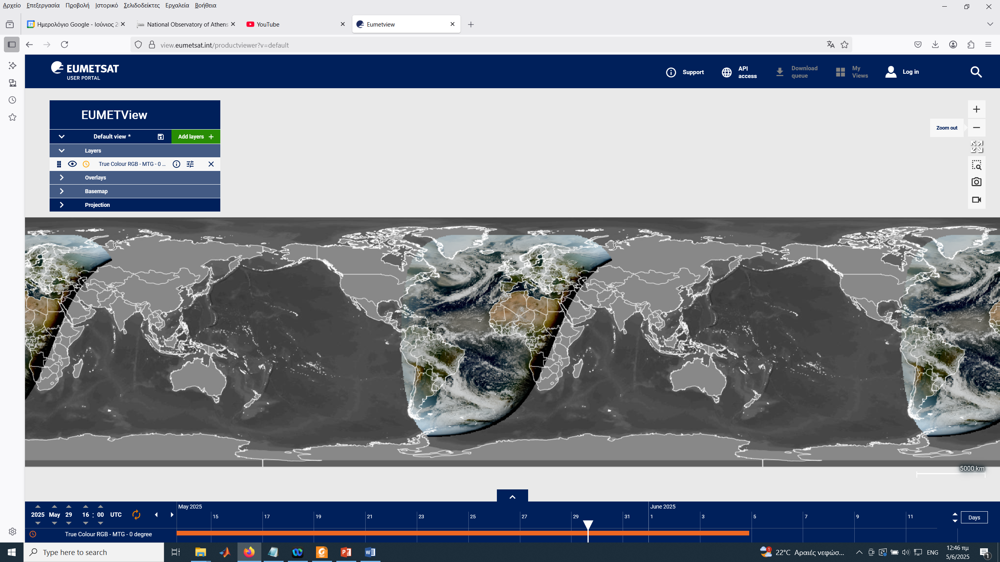 Αρχείο Επεξεργασία Προβολή Ιστορικό Σελιδοδείκτες Εργαλεία Βοήθεια
Ημερολόγιο Google - Ιούνιος 2
National Observatory of Athens
YouTube
Eumetview
view.eumetsat.int/productviewer?v=default
EUMETSAT
USER PORTAL
Support
API
access
Download
queue
My
Views
Log in
EUMETView
Default view *
Add layers +
Layers
True Colour RGB - MTG - 0 ...
Overlays
Basemap
Projection
Zoom out
5000 km
2025 May 29 16 : 00 UTC
May 2025
June 2025
15 17 19 21 23 25 27 29 31 1 3 5 7 9 11
Days
True Colour RGB - MTG - 0 degree
Type here to search
1
22°C Αραιές νεφώσ...
ENG
12:46 πμ
5/6/2025
1